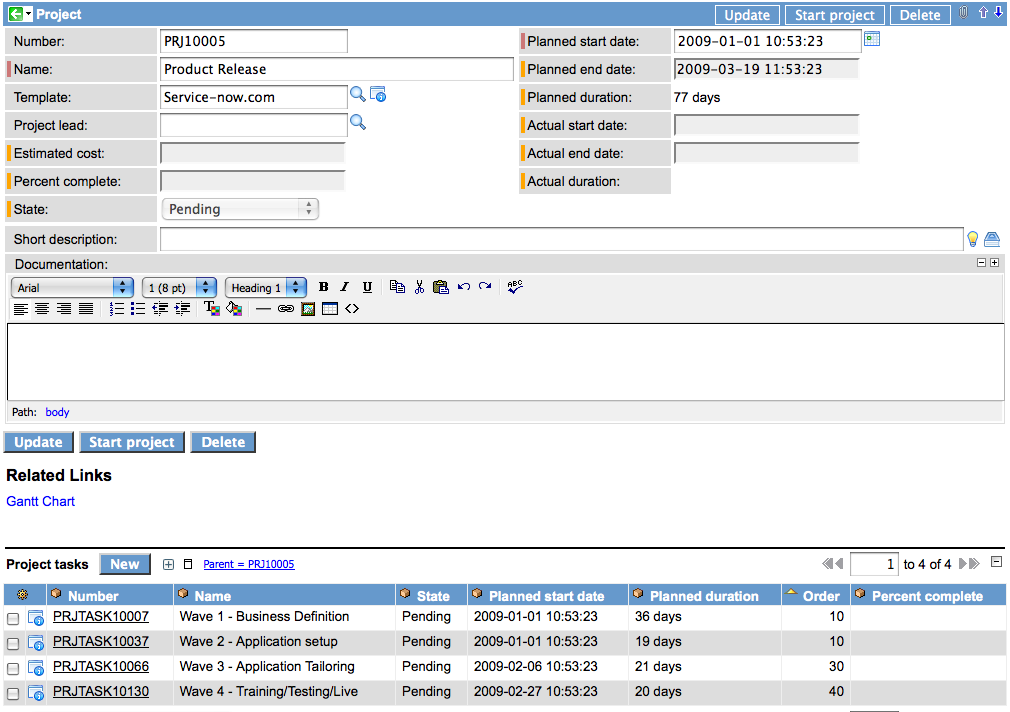 Project Update Start project Delete
Number: PRJ10005 Planned start date: 2009-01-01 10:53:23
Name: Product Release Planned end date: 2009-03-19 11:53:23
Template: Service-now.com Planned duration: 77 days
Project lead: Actual start date:
Estimated cost: Actual end date:
Percent complete: Actual duration:
State: Pending
Short description:
Documentation:
Arial 1 (8 pt) Heading 1 B I U ABC
Path: body
Update Start project Delete
Related Links
Gantt Chart
Project tasks New Parent = PRJ10005 1 to 4 of 4
Number Name State Planned start date Planned duration Order Percent complete
PRJTASK10007 Wave 1 - Business Definition Pending 2009-01-01 10:53:23 36 days 10
PRJTASK10037 Wave 2 - Application setup Pending 2009-01-01 10:53:23 19 days 10
PRJTASK10066 Wave 3 - Application Tailoring Pending 2009-02-06 10:53:23 21 days 30
PRJTASK10130 Wave 4 - Training/Testing/Live Pending 2009-02-27 10:53:23 20 days 40